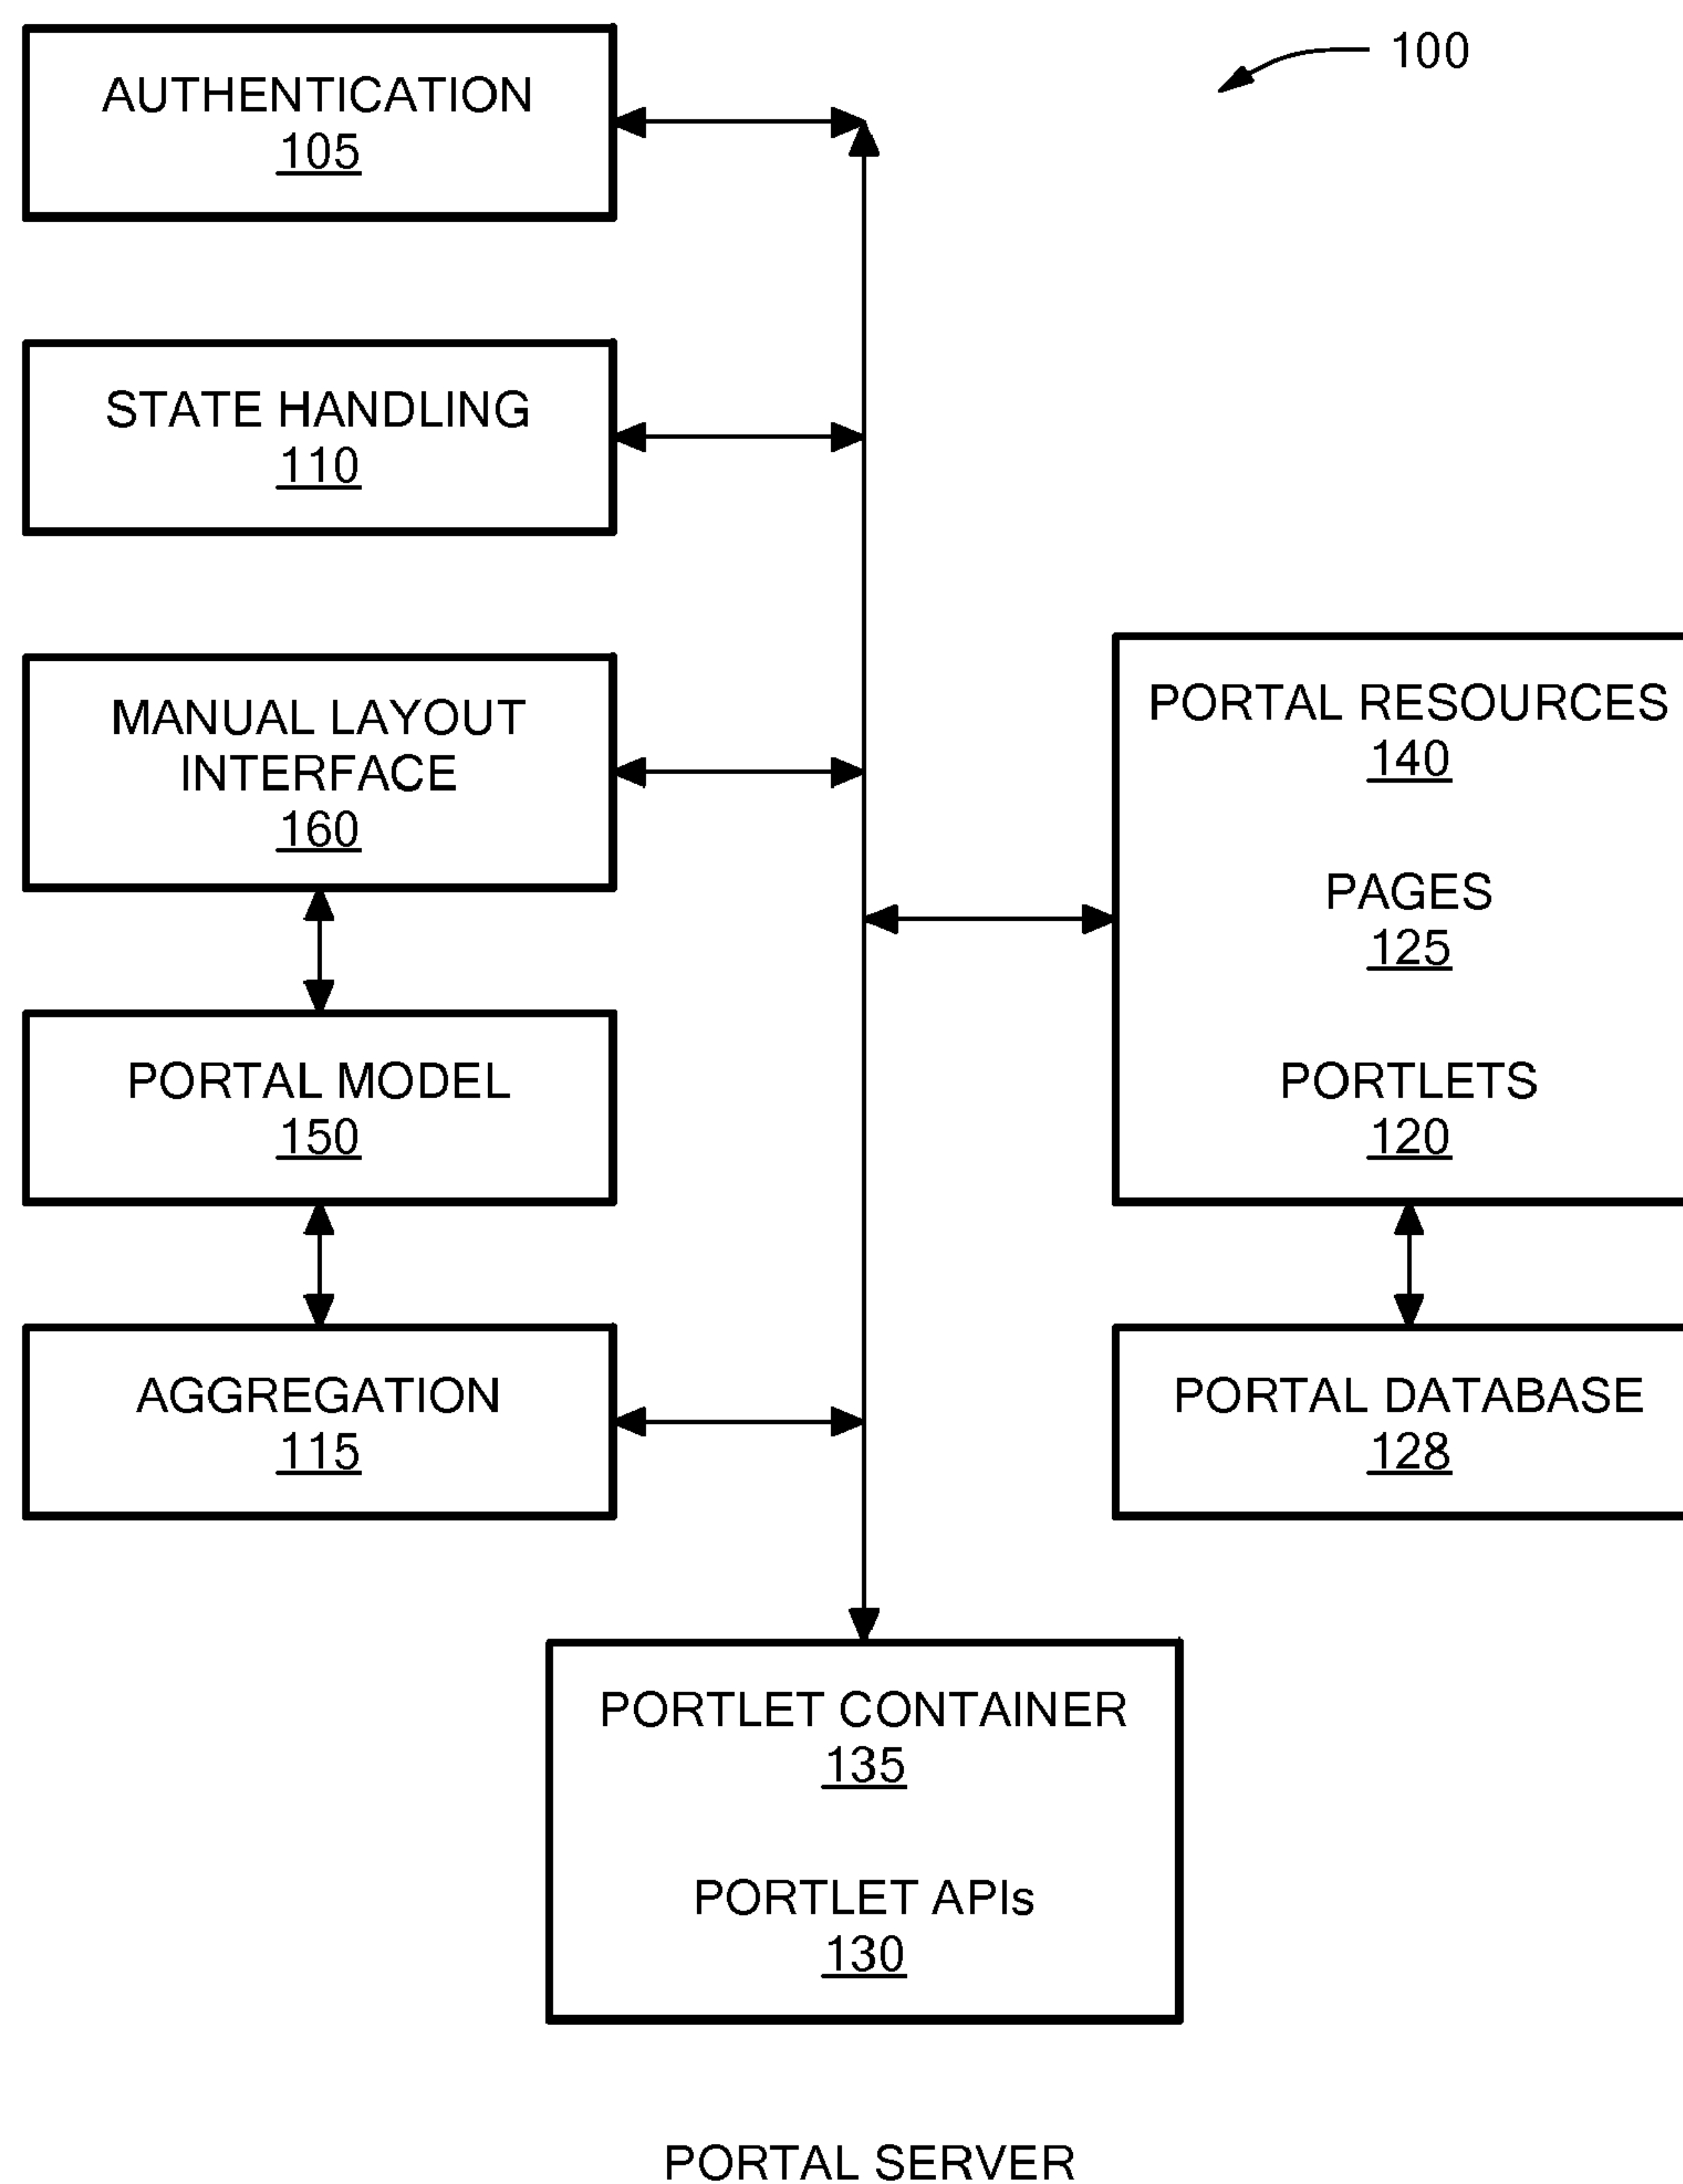 100
AUTHENTICATION
105
STATE HANDLING
110
MANUAL LAYOUT
INTERFACE
160
PORTAL MODEL
150
AGGREGATION
115
PORTAL RESOURCES
140
PAGES
125
PORTLETS
120
PORTAL DATABASE
128
PORTLET CONTAINER
135
PORTLET APIs
130
PORTAL SERVER